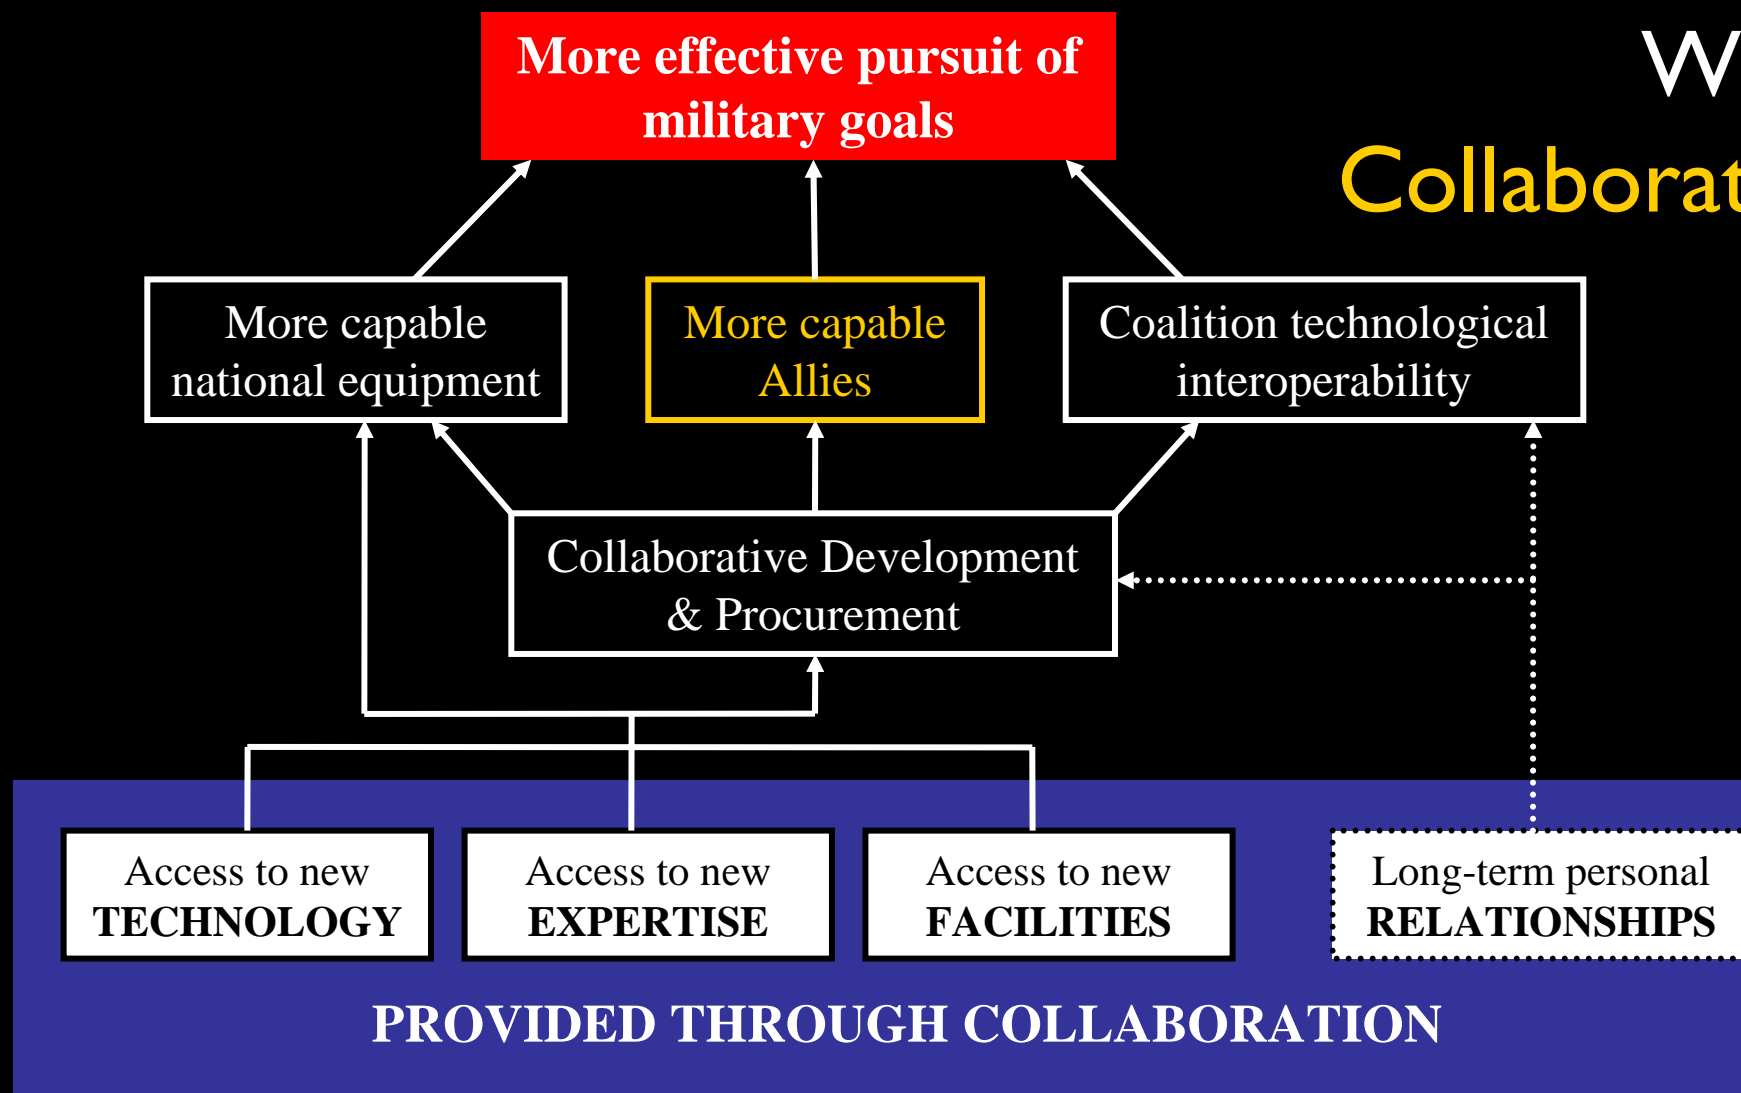 More effective pursuit of
military goals
Collaborat
More capable
national equipment
More capable
Allies
Coalition technological
interoperability
Collaborative Development
& Procurement
Access to new
TECHNOLOGY
Access to new
EXPERTISE
Access to new
FACILITIES
Long-term personal
RELATIONSHIPS
PROVIDED THROUGH COLLABORATION